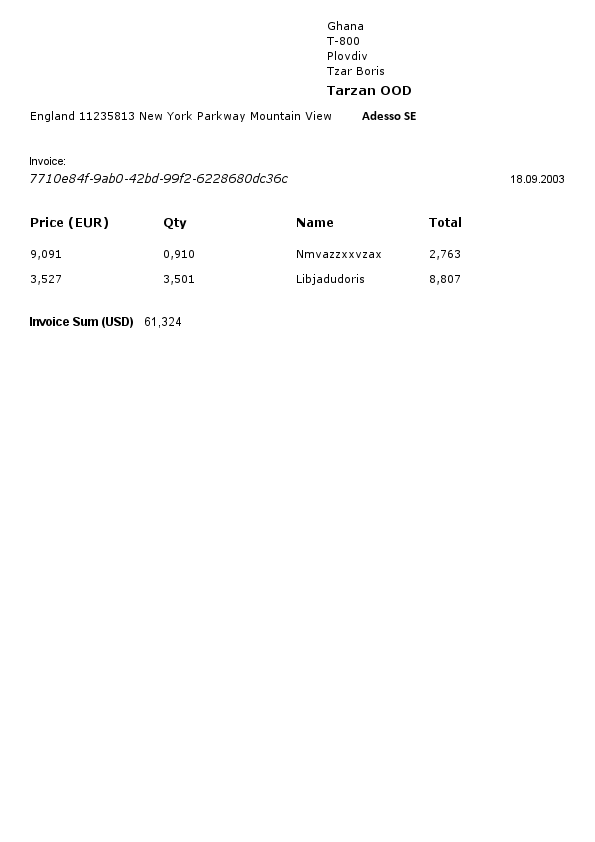 Ghana
T-800
Plovdiv
Tzar Boris
Tarzan OOD
England 11235813 New York Parkway Mountain View Adesso SE
Invoice:
7710e84f-9ab0-42bd-99f2-6228680dc36c 18.09.2003
Price (EUR) Qty Name Total
9,091 0,910 Nmvazzxxvzax 2,763
3,527 3,501 Libjadudoris 8,807
Invoice Sum (USD) 61,324